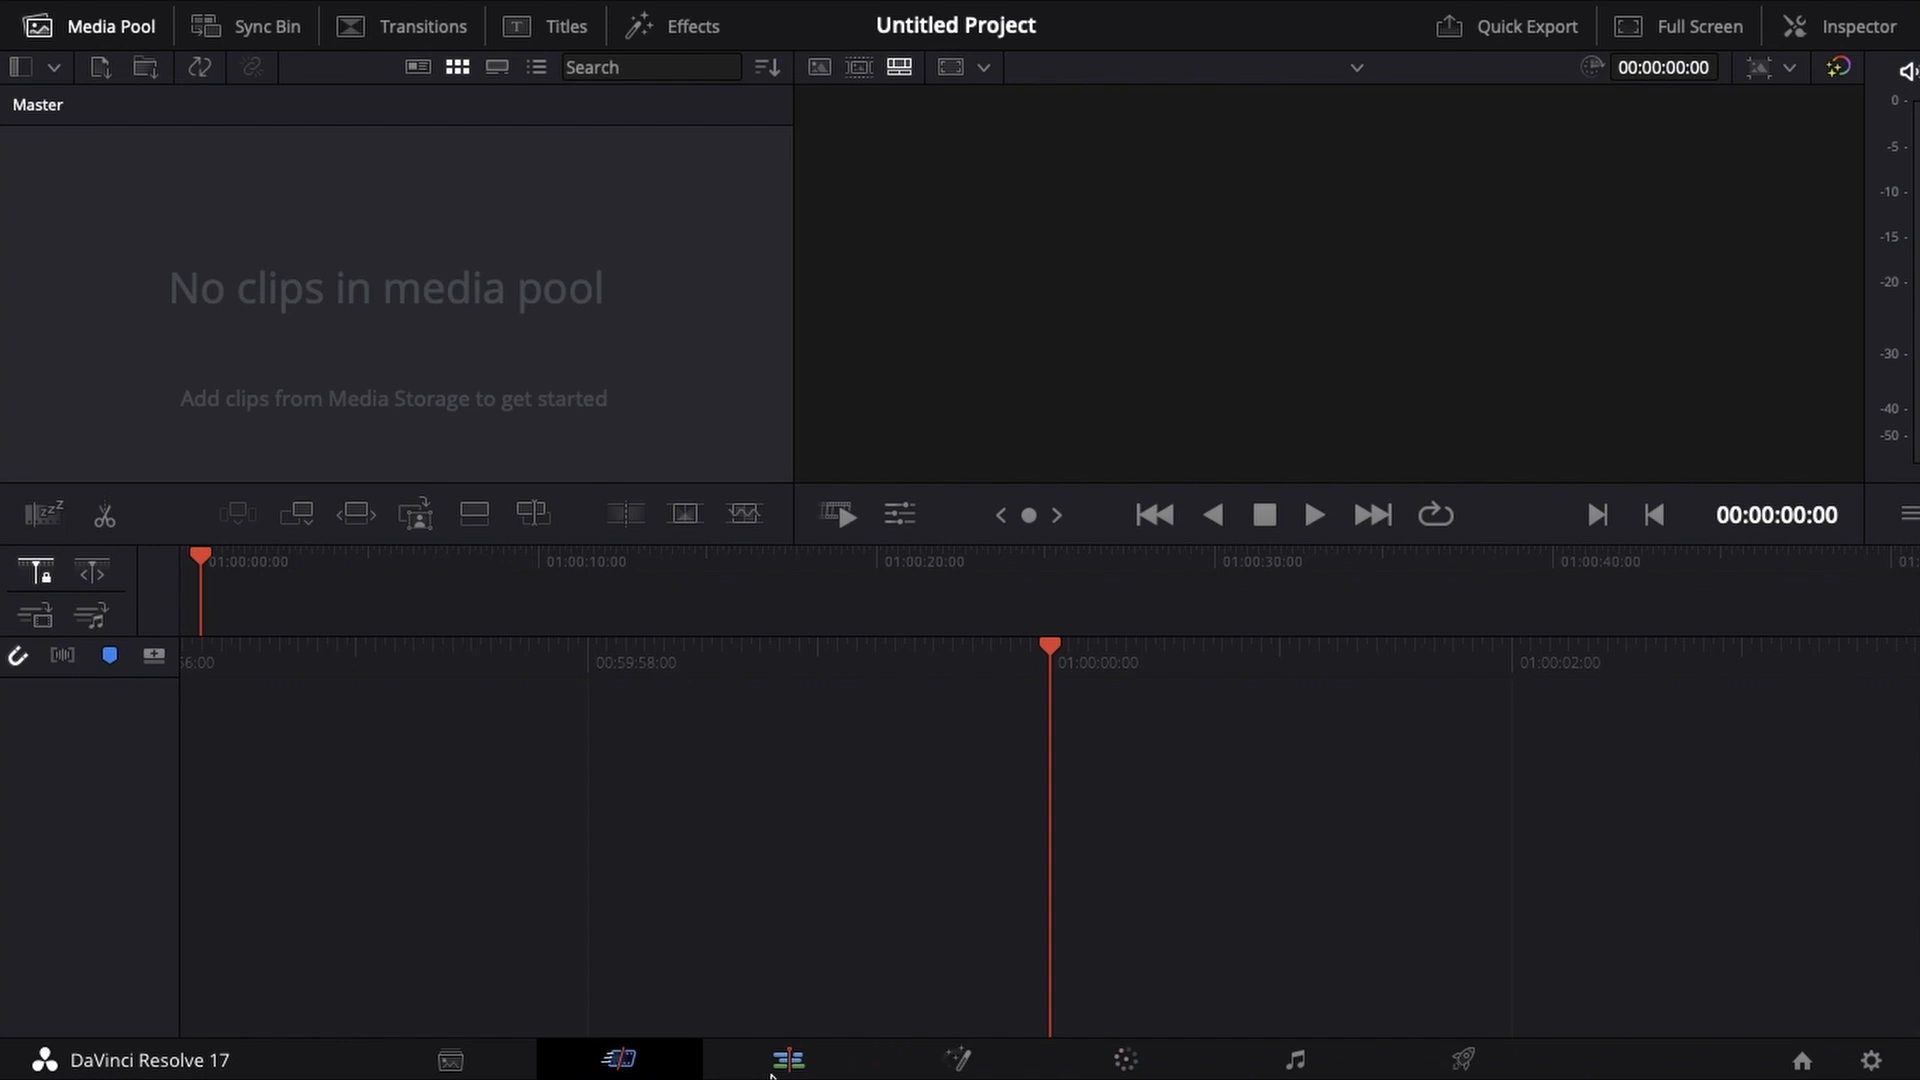 Media Pool
Sync Bin
Transitions
Titles
Effects
Untitled Project
Quick Export
Full Screen
Inspector
Search
00:00:00:00
Master
0
-5
-10
-15
-20
-30
-40
-50
No clips in media pool
Add clips from Media Storage to get started
zzz
00:00:00:00
01:00:00:00
01:00:10:00
01:00:20:00
01:00:30:00
01:00:40:00
01:
56:00
00:59:58:00
01:00:00:00
01:00:02:00
DaVinci Resolve 17